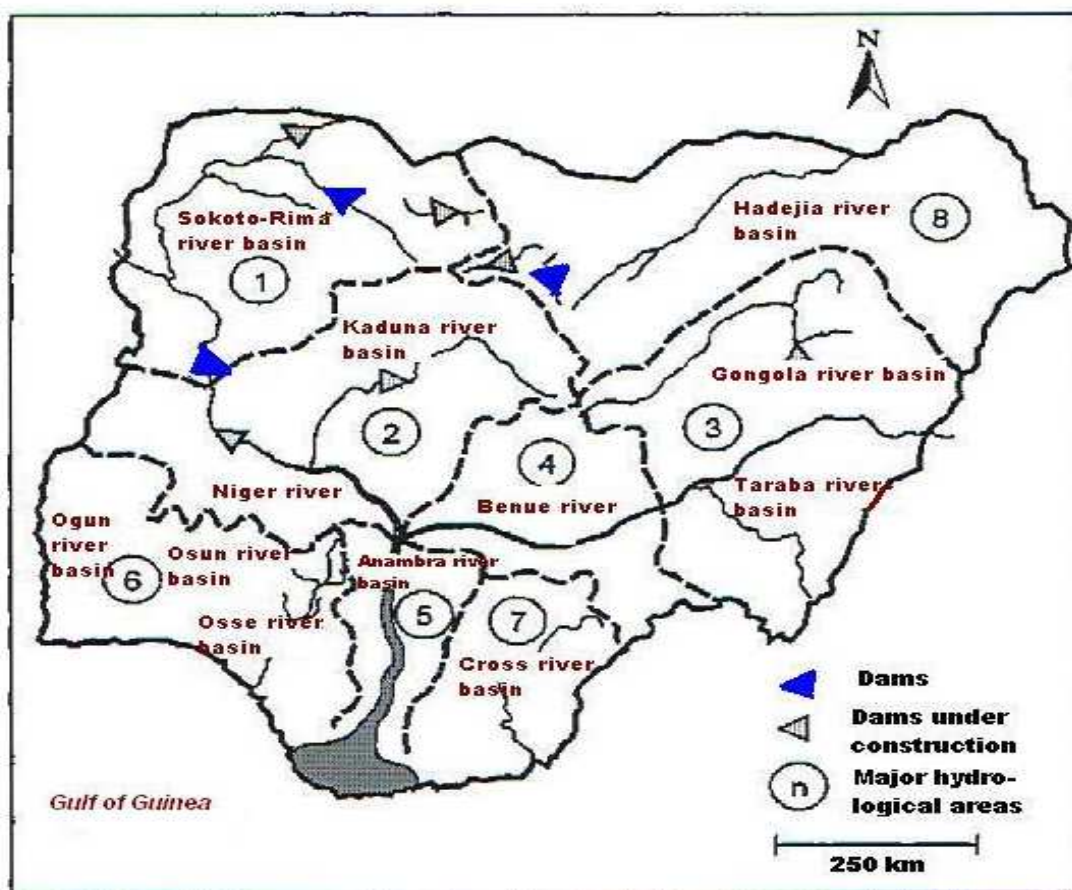 N
Sokoto-Rima
river basin
1
Hadejia river
basin
8
Kaduna river
basin
2
Gongola river basin
3
4
Benue river
Niger river
Taraba river
basin
Ogun
river
basin
6
Osun river
basin
Osse river
basin
Anambra river
basin
5
7
Cross river
basin
Gulf of Guinea
Dams
Dams under
construction
n
Major hydro-
logical areas
250 km